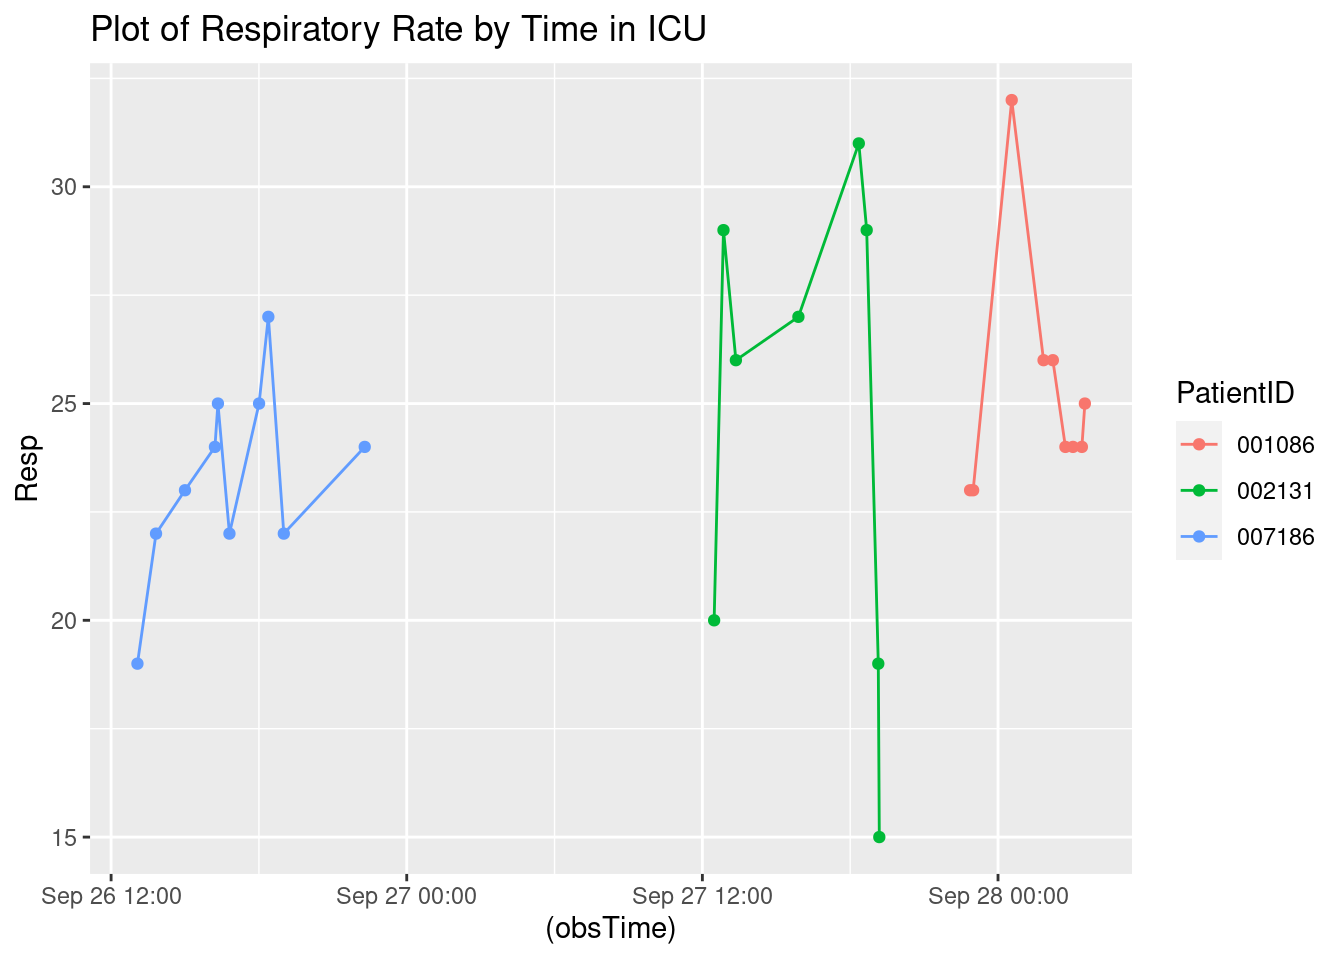 Plot of Respiratory Rate by Time in ICU
30
25
20
15
Resp
Sep 26 12:00 Sep 27 00:00 Sep 27 12:00 Sep 28 00:00
(obsTime)
PatientID
001086
002131
007186